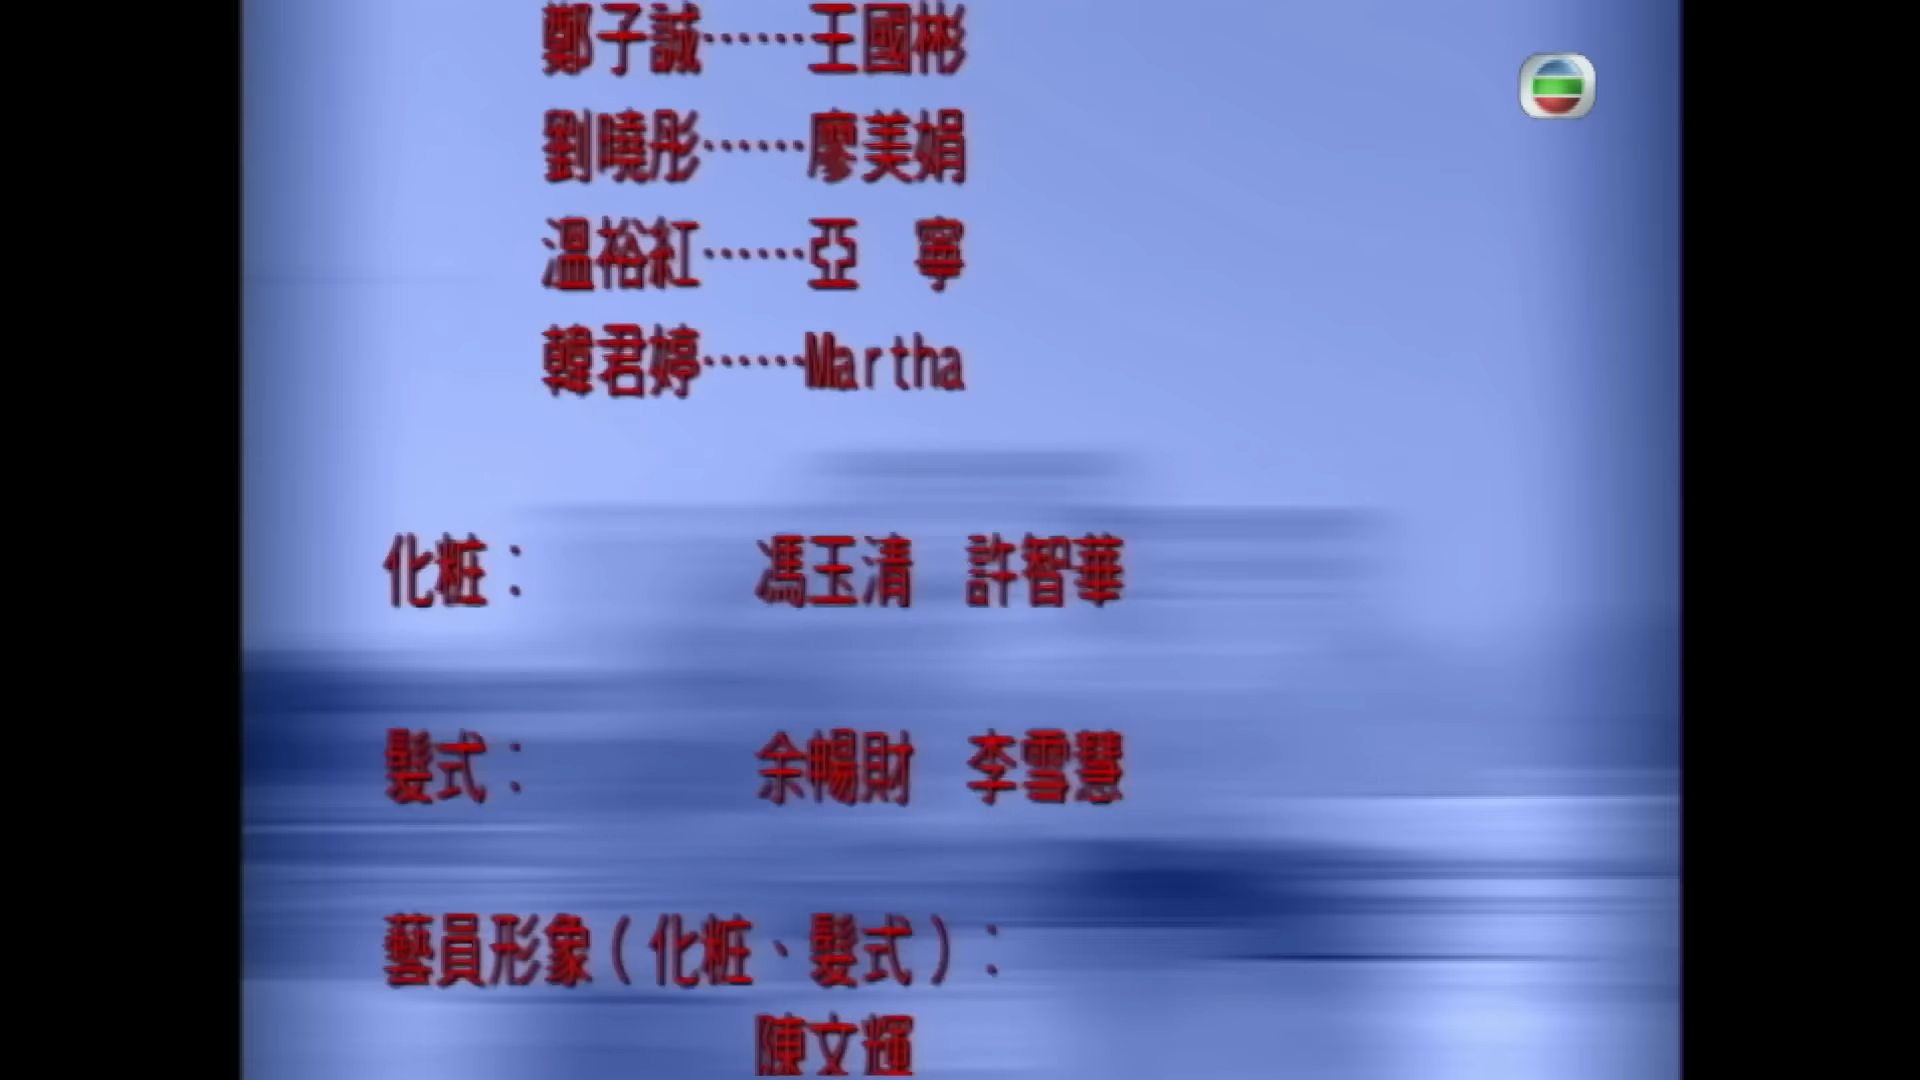 鄭子誠……王國彬
劉曉彤……廖美娟
溫裕紅……亞　寧
韓君婷……Martha
化粧：　馮玉清　許智華
髮式：　余暢財　李雪慧
藝員形象（化粧、髮式）：
陳文輝